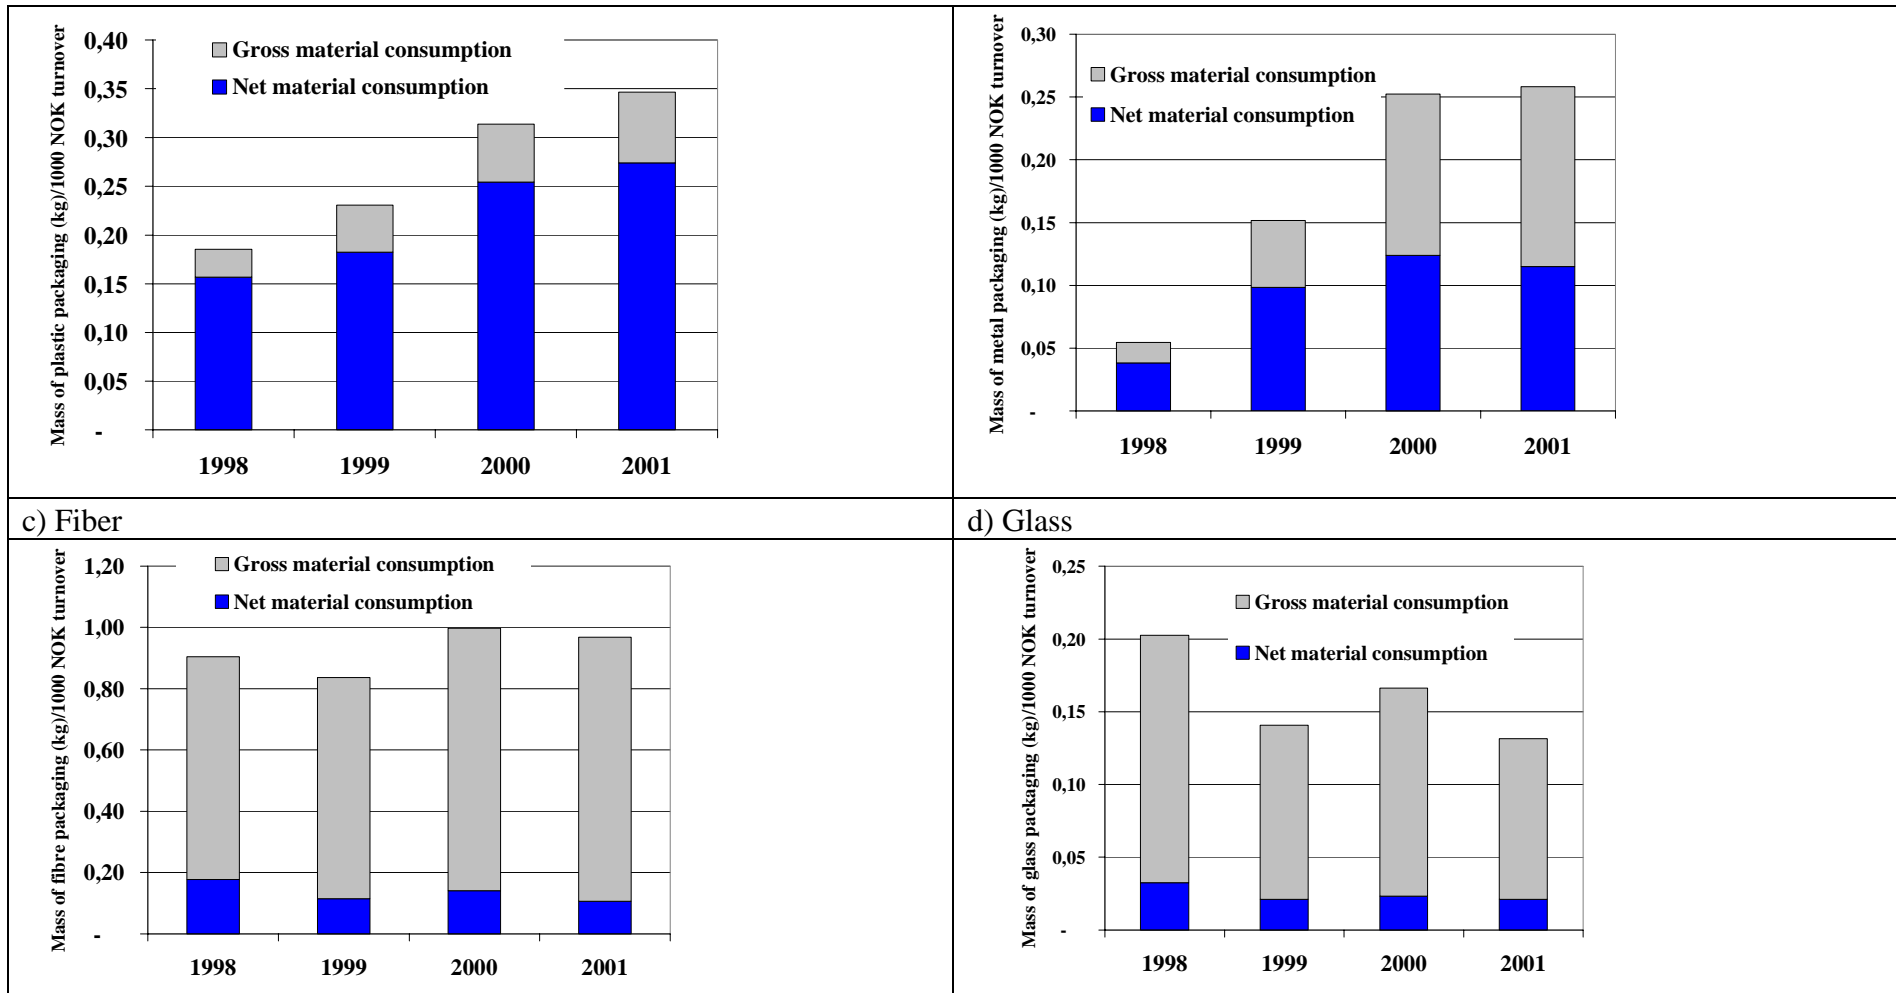 Mass of plastic packaging (kg)/1000 NOK turnover
0,40
0,35
0,30
0,25
0,20
0,15
0,10
0,05
-
Gross material consumption
Net material consumption
1998 1999 2000 2001
Mass of metal packaging (kg)/1000 NOK turnover
0,30
0,25
0,20
0,15
0,10
0,05
-
Gross material consumption
Net material consumption
1998 1999 2000 2001
c) Fiber
d) Glass
Mass of fibre packaging (kg)/1000 NOK turnover
1,20
1,00
0,80
0,60
0,40
0,20
-
Gross material consumption
Net material consumption
1998 1999 2000 2001
Mass of glass packaging (kg)/1000 NOK turnover
0,25
0,20
0,15
0,10
0,05
-
Gross material consumption
Net material consumption
1998 1999 2000 2001